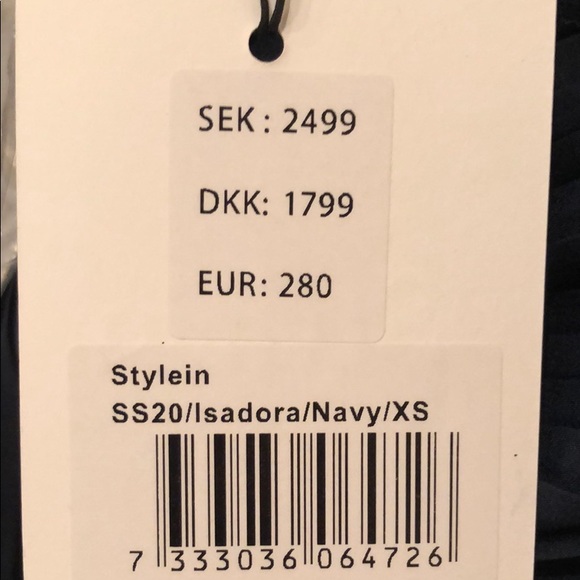 SEK: 2499
DKK: 1799
EUR: 280
Stylein
SS20/Isadora/Navy/XS
7 333036 064726